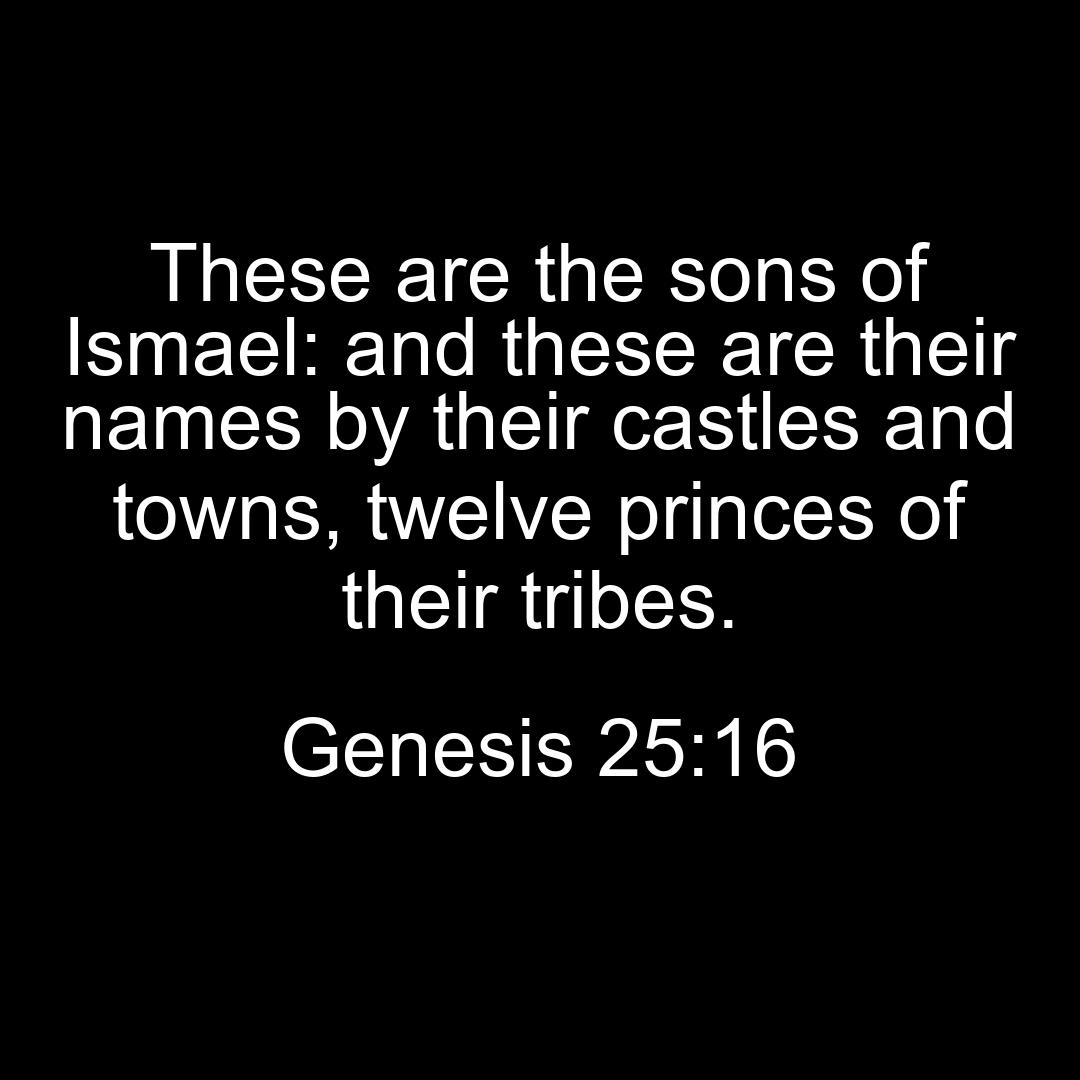 These are the sons of
Ismael: and these are their
names by their castles and
towns, twelve princes of
their tribes.
Genesis 25:16